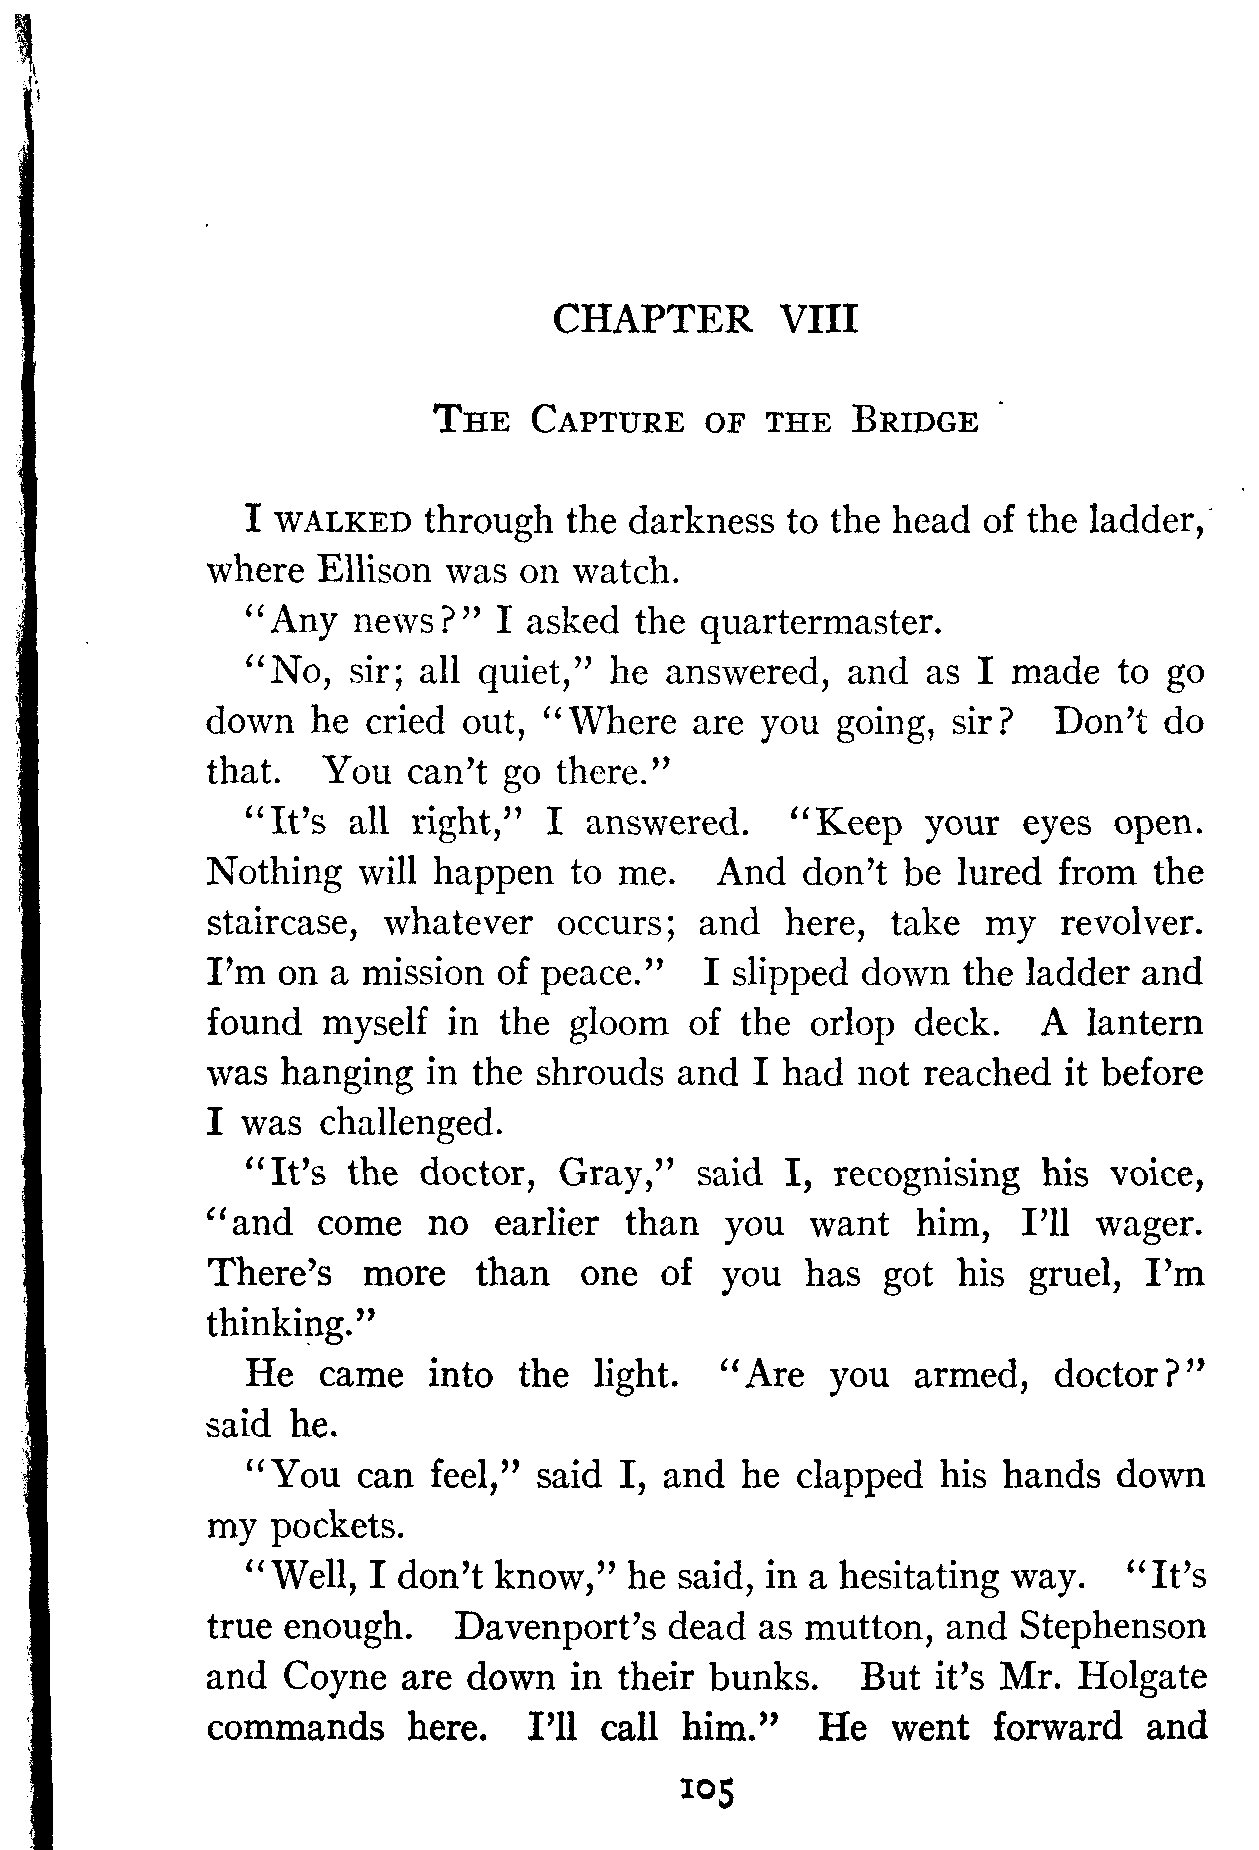 CHAPTER VIII
The Capture of the Bridge
I WALKED through the darkness to the head of the ladder,
where Ellison was on watch.
"Any news?" I asked the quartermaster.
"No, sir; all quiet," he answered, and as I made to go
down he cried out, "Where are you going, sir? Don't do
that. You can't go there."
"It's all right," I answered. "Keep your eyes open.
Nothing will happen to me. And don't be lured from the
staircase, whatever occurs; and here, take my revolver.
I'm on a mission of peace." I slipped down the ladder and
found myself in the gloom of the orlop deck. A lantern
was hanging in the shrouds and I had not reached it before
I was challenged.
"It's the doctor, Gray," said I, recognising his voice,
"and come no earlier than you want him, I'll wager.
There's more than one of you has got his gruel, I'm
thinking."
He came into the light. "Are you armed, doctor?"
said he.
"You can feel," said I, and he clapped his hands down
my pockets.
"Well, I don't know," he said, in a hesitating way. "It's
true enough. Davenport's dead as mutton, and Stephenson
and Coyne are down in their bunks. But it's Mr. Holgate
commands here. I'll call him." He went forward and
105